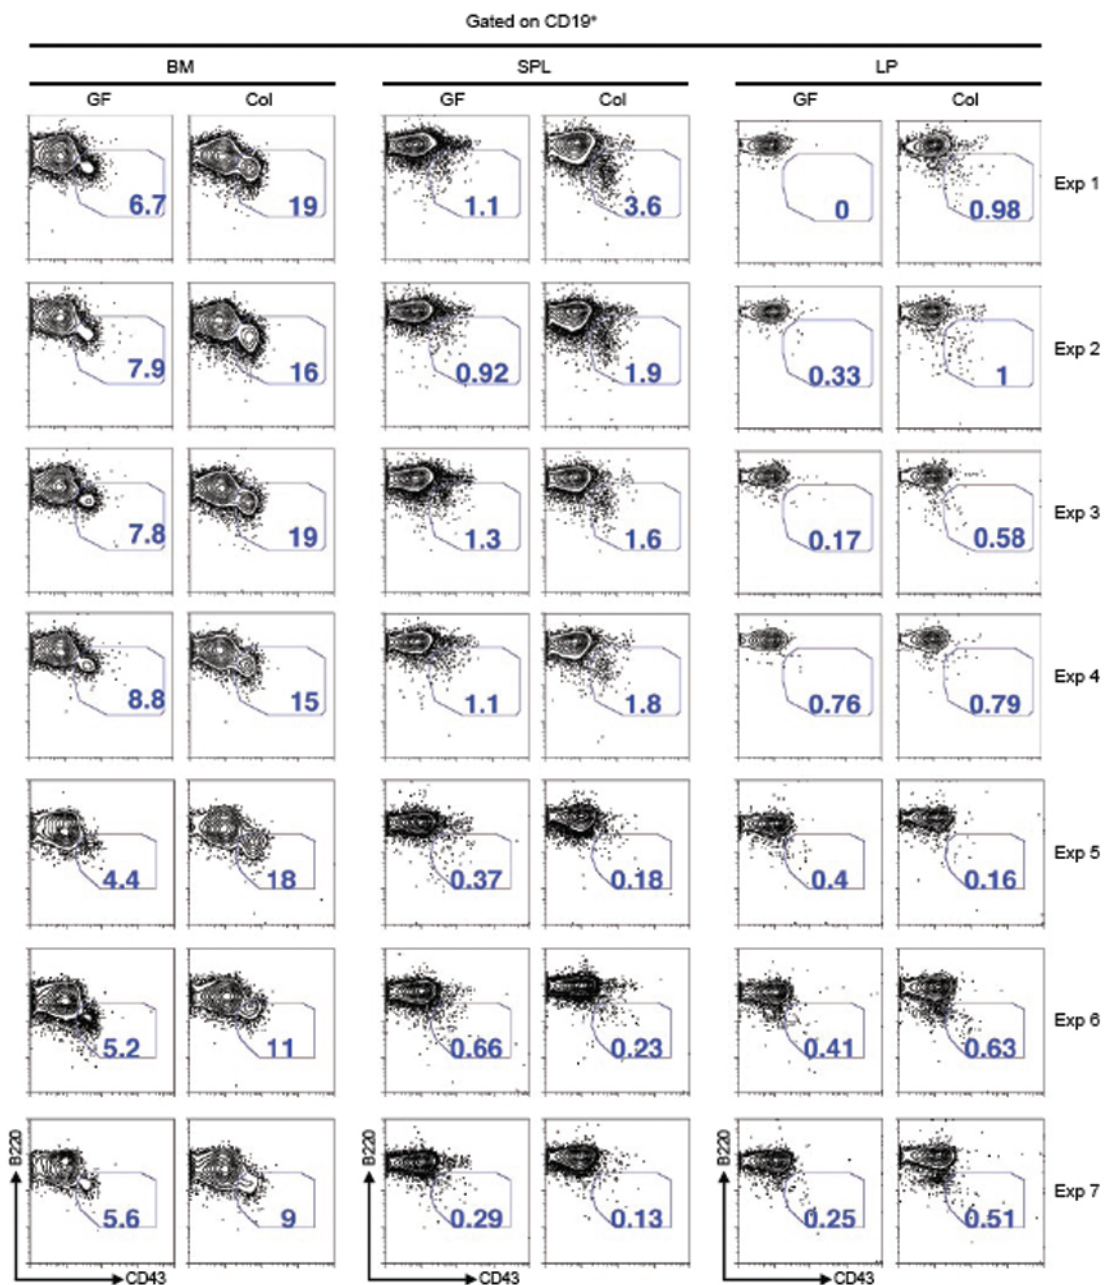 Gated on CD19+
BM SPL LP
GF Col GF Col GF Col
6.7 19 1.1 3.6 0 0.98 Exp 1
7.9 16 0.92 1.9 0.33 1 Exp 2
7.8 19 1.3 1.6 0.17 0.58 Exp 3
8.8 15 1.1 1.8 0.76 0.79 Exp 4
4.4 18 0.37 0.18 0.4 0.16 Exp 5
5.2 11 0.66 0.23 0.41 0.63 Exp 6
B220 B220 B220
5.6 9 0.29 0.13 0.25 0.51 Exp 7
CD43 CD43 CD43